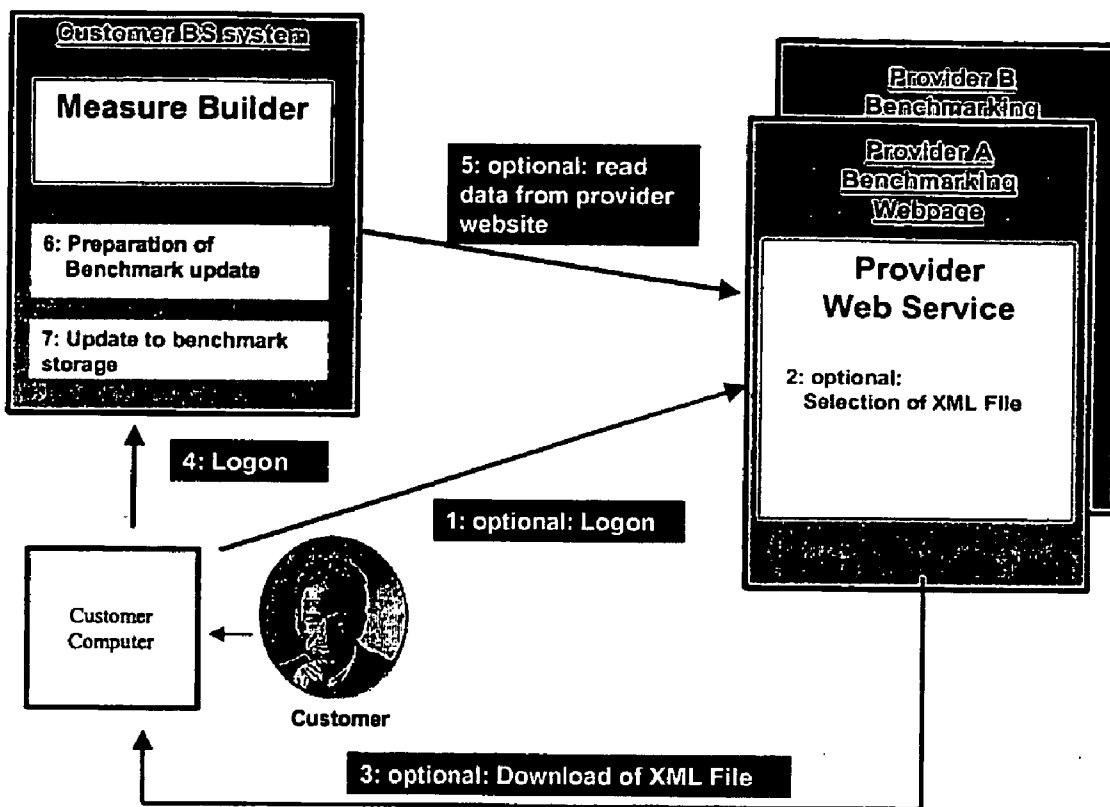 Customer BS system
Measure Builder
6: Preparation of
Benchmark update
7: Update to benchmark
storage
5: optional: read
data from provider
website
Provider B
Benchmarking
Provider A
Benchmarking
Webpage
Provider
Web Service
2: optional:
Selection of XML File
4: Logon
1: optional: Logon
Customer
Computer
Customer
3: optional: Download of XML File